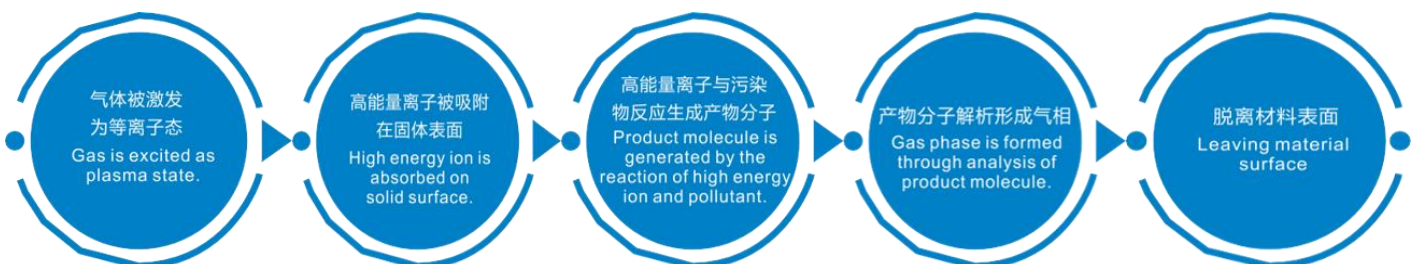 气体被激发
为等离子态
Gas is excited as
plasma state.
高能量离子被吸附
在固体表面
High energy ion is
absorbed on
solid surface.
高能量离子与污染
物反应生成产物分子
Product molecule is
generated by the
reaction of high energy
ion and pollutant.
产物分子解析形成气相
Gas phase is formed
through analysis of
product molecule.
脱离材料表面
Leaving material
surface